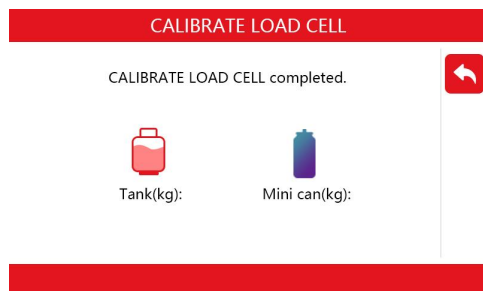 CALIBRATE LOAD CELL
CALIBRATE LOAD CELL completed.
Tank(kg): Mini can(kg):